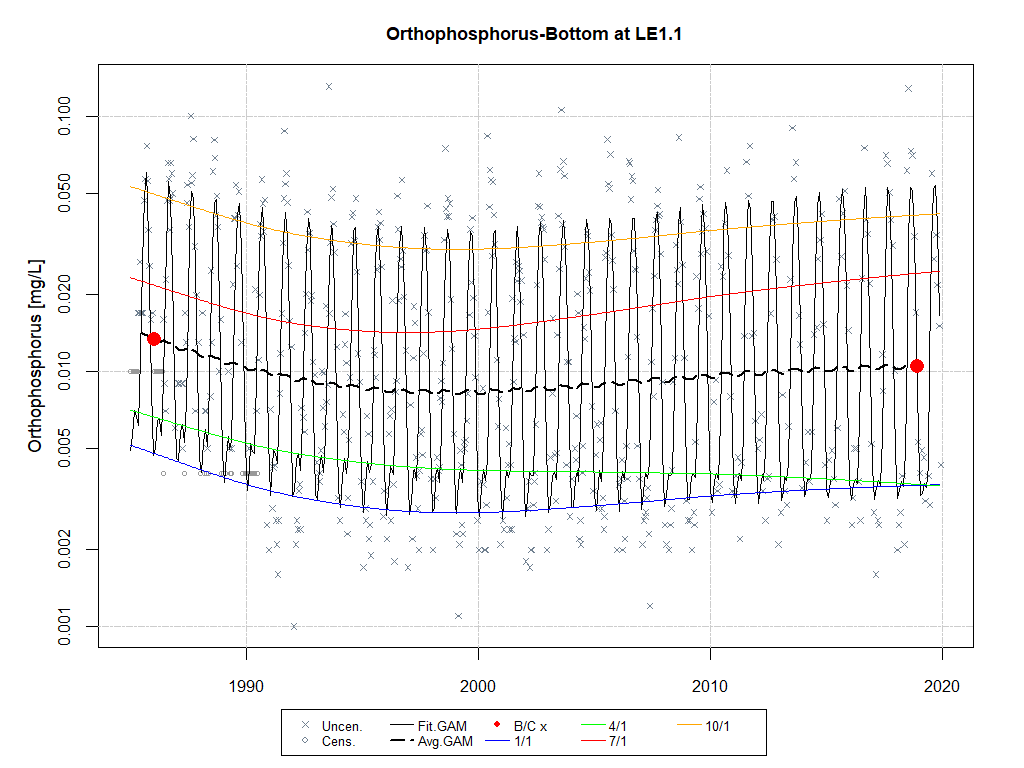 Orthophosphorus-Bottom at LE1.1
Orthophosphorus [mg/L]
0.100
0.050
0.020
0.010
0.005
0.002
0.001
1990 2000 2010 2020
Uncen. Fit.GAM B/C x 4/1 10/1
Cens. Avg.GAM 1/1 7/1